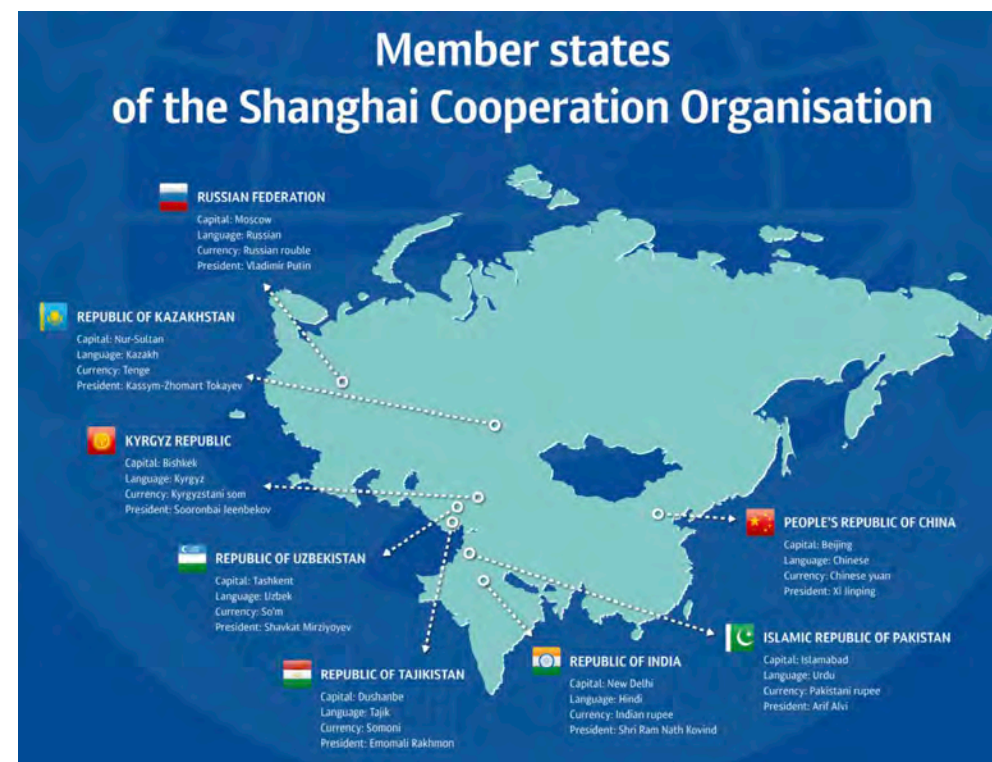 Member states
of the Shanghai Cooperation Organisation
RUSSIAN FEDERATION
Capital: Moscow
Language: Russian
Currency: Russian rouble
President: Vladimir Putin
REPUBLIC OF KAZAKHSTAN
Capital: Nur-Sultan
Language: Kazakh
Currency: Tenge
President: Kassym-Zhomart Tokayev
KYRGYZ REPUBLIC
Capital: Bishkek
Language: Kyrgyz
Currency: Kyrgyzstani som
President: Sooronbai Jeenbekov
REPUBLIC OF UZBEKISTAN
Capital: Tashkent
Language: Uzbek
Currency: So'm
President: Shavkat Mirziyoyev
REPUBLIC OF TAJIKISTAN
Capital: Dushanbe
Language: Tajik
Currency: Somoni
President: Emomali Rakhmon
REPUBLIC OF INDIA
Capital: New Delhi
Language: Hindi
Currency: Indian rupee
President: Shri Ram Nath Kovind
PEOPLE'S REPUBLIC OF CHINA
Capital: Beijing
Language: Chinese
Currency: Chinese yuan
President: Xi Jinping
ISLAMIC REPUBLIC OF PAKISTAN
Capital: Islamabad
Language: Urdu
Currency: Pakistani rupee
President: Arif Alvi